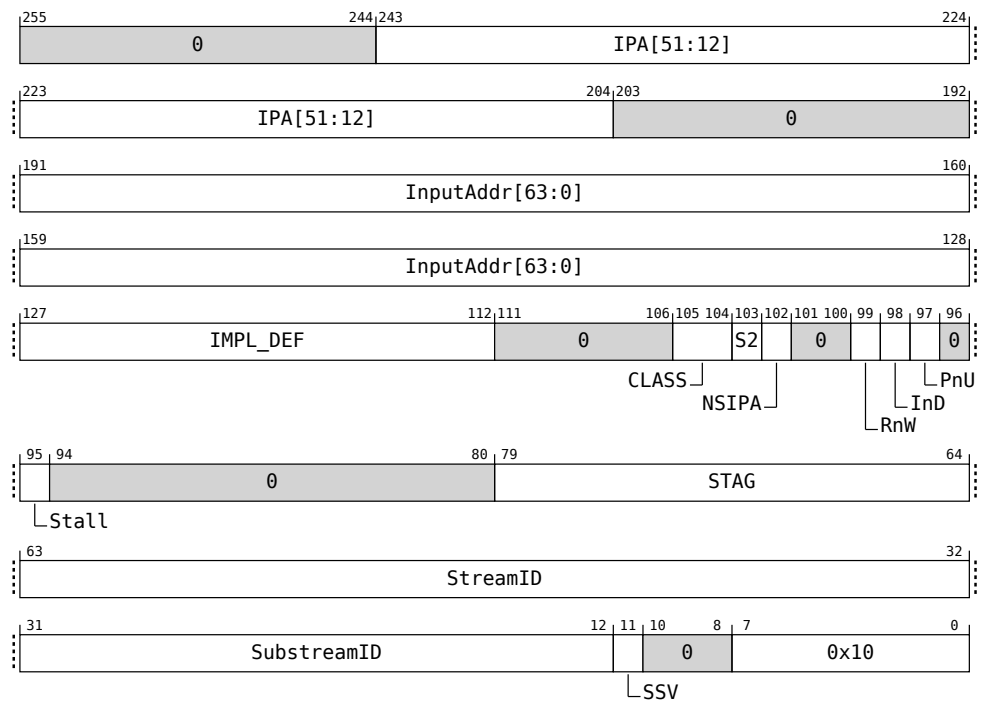 255 244 243 224
0 IPA[51:12]
223 204 203 192
IPA[51:12] 0
191 160
InputAddr[63:0]
159 128
InputAddr[63:0]
127 112 111 106 105 104 103 102 101 100 99 98 97 96
IMPL_DEF 0 S2 0 0
CLASS PnU
NSIPA InD
RnW
95 94 80 79 64
0 STAG
Stall
63 32
StreamID
31 12 11 10 8 7 0
SubstreamID 0 0x10
SSV